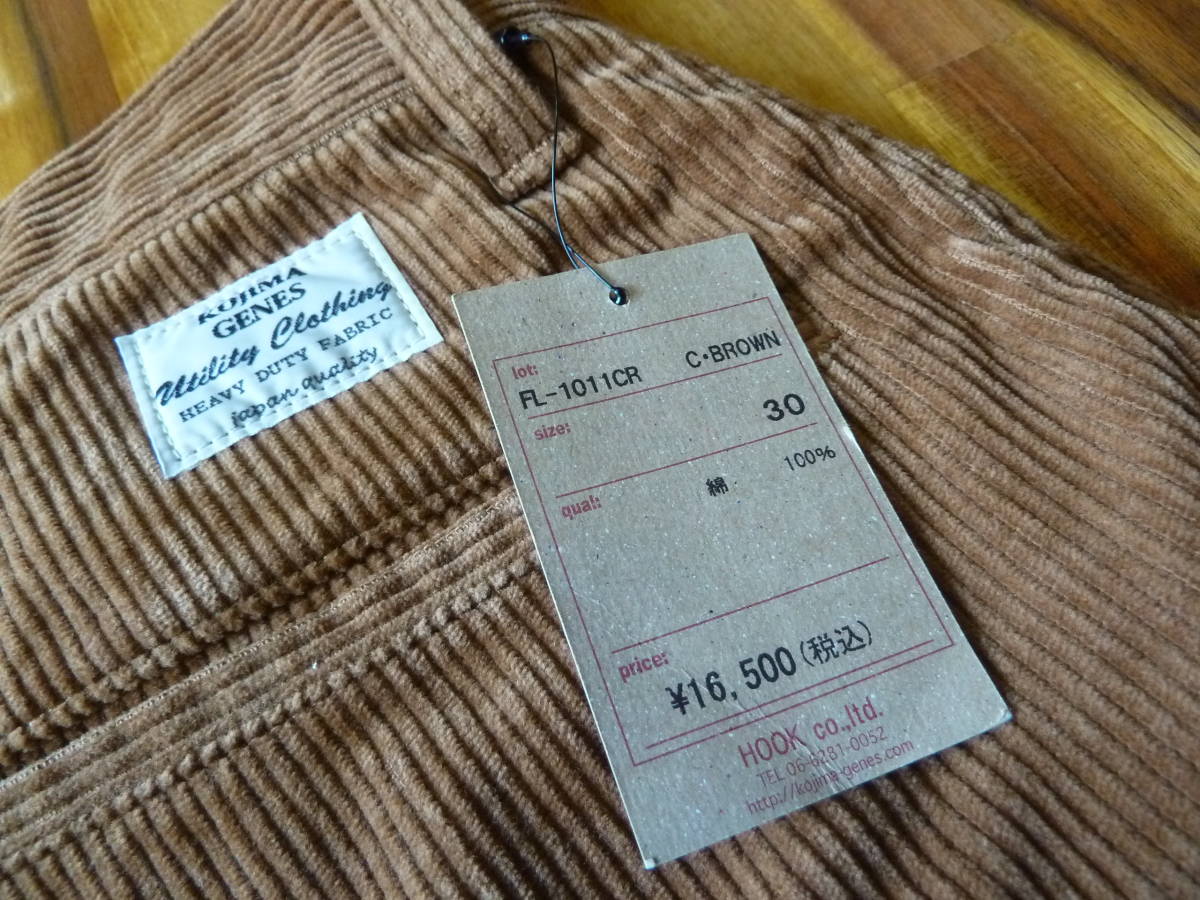 KOJIMA
GENES
Utility Clothing
HEAVY DUTY FABRIC
japan quality
lot:
FL-1011CR C・BROWN
size:
30
qual:
綿 100%
price:
¥16,500(税込)
HOOK co.,ltd.
TEL 06-6281-0052
http://kojima-genes.com